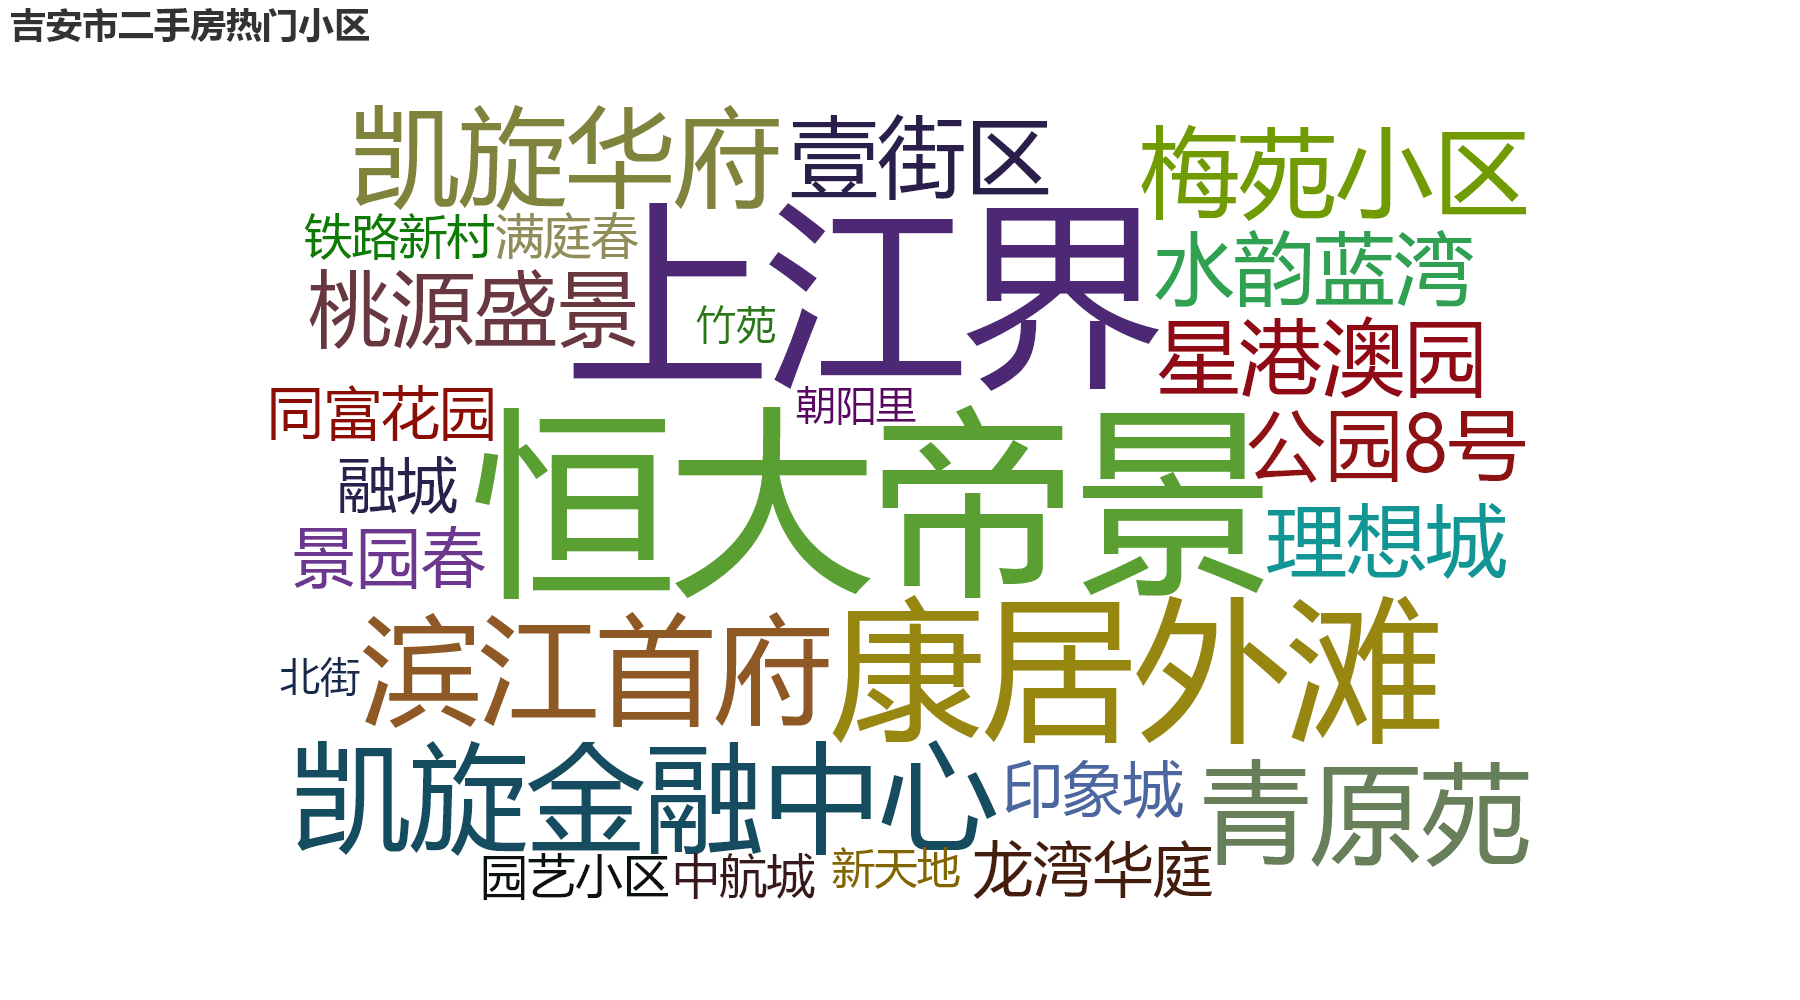 吉安市二手房热门小区
凯旋华府
壹街区
梅苑小区
铁路新村
满庭春
上江界
水韵蓝湾
桃源盛景
竹苑
星港澳园
同富花园
朝阳里
恒大帝景
公园8号
融城
理想城
景园春
滨江首府
康居外滩
北街
凯旋金融中心
印象城
青原苑
园艺小区
中航城
新天地
龙湾华庭